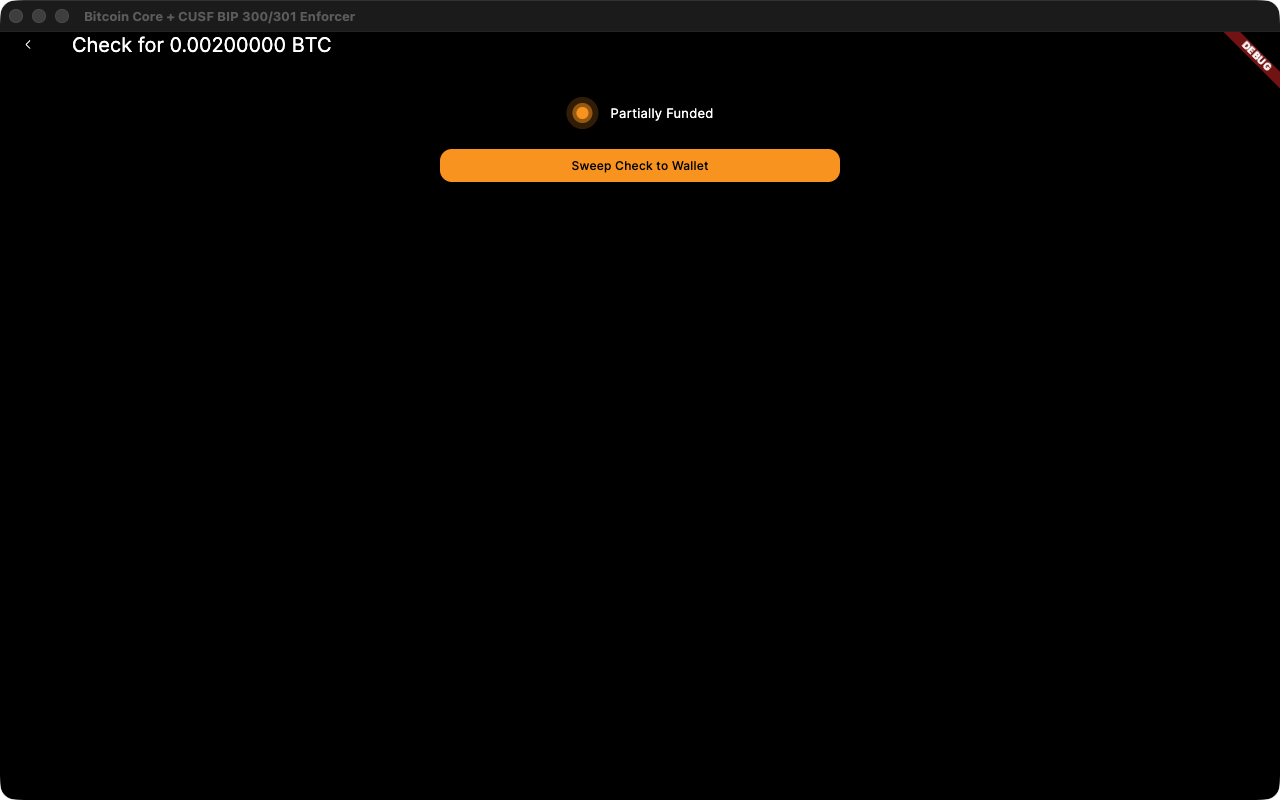 Bitcoin Core + CUSF BIP 300/301 Enforcer
Check for 0.00200000 BTC
DEBUG
Partially Funded
Sweep Check to Wallet